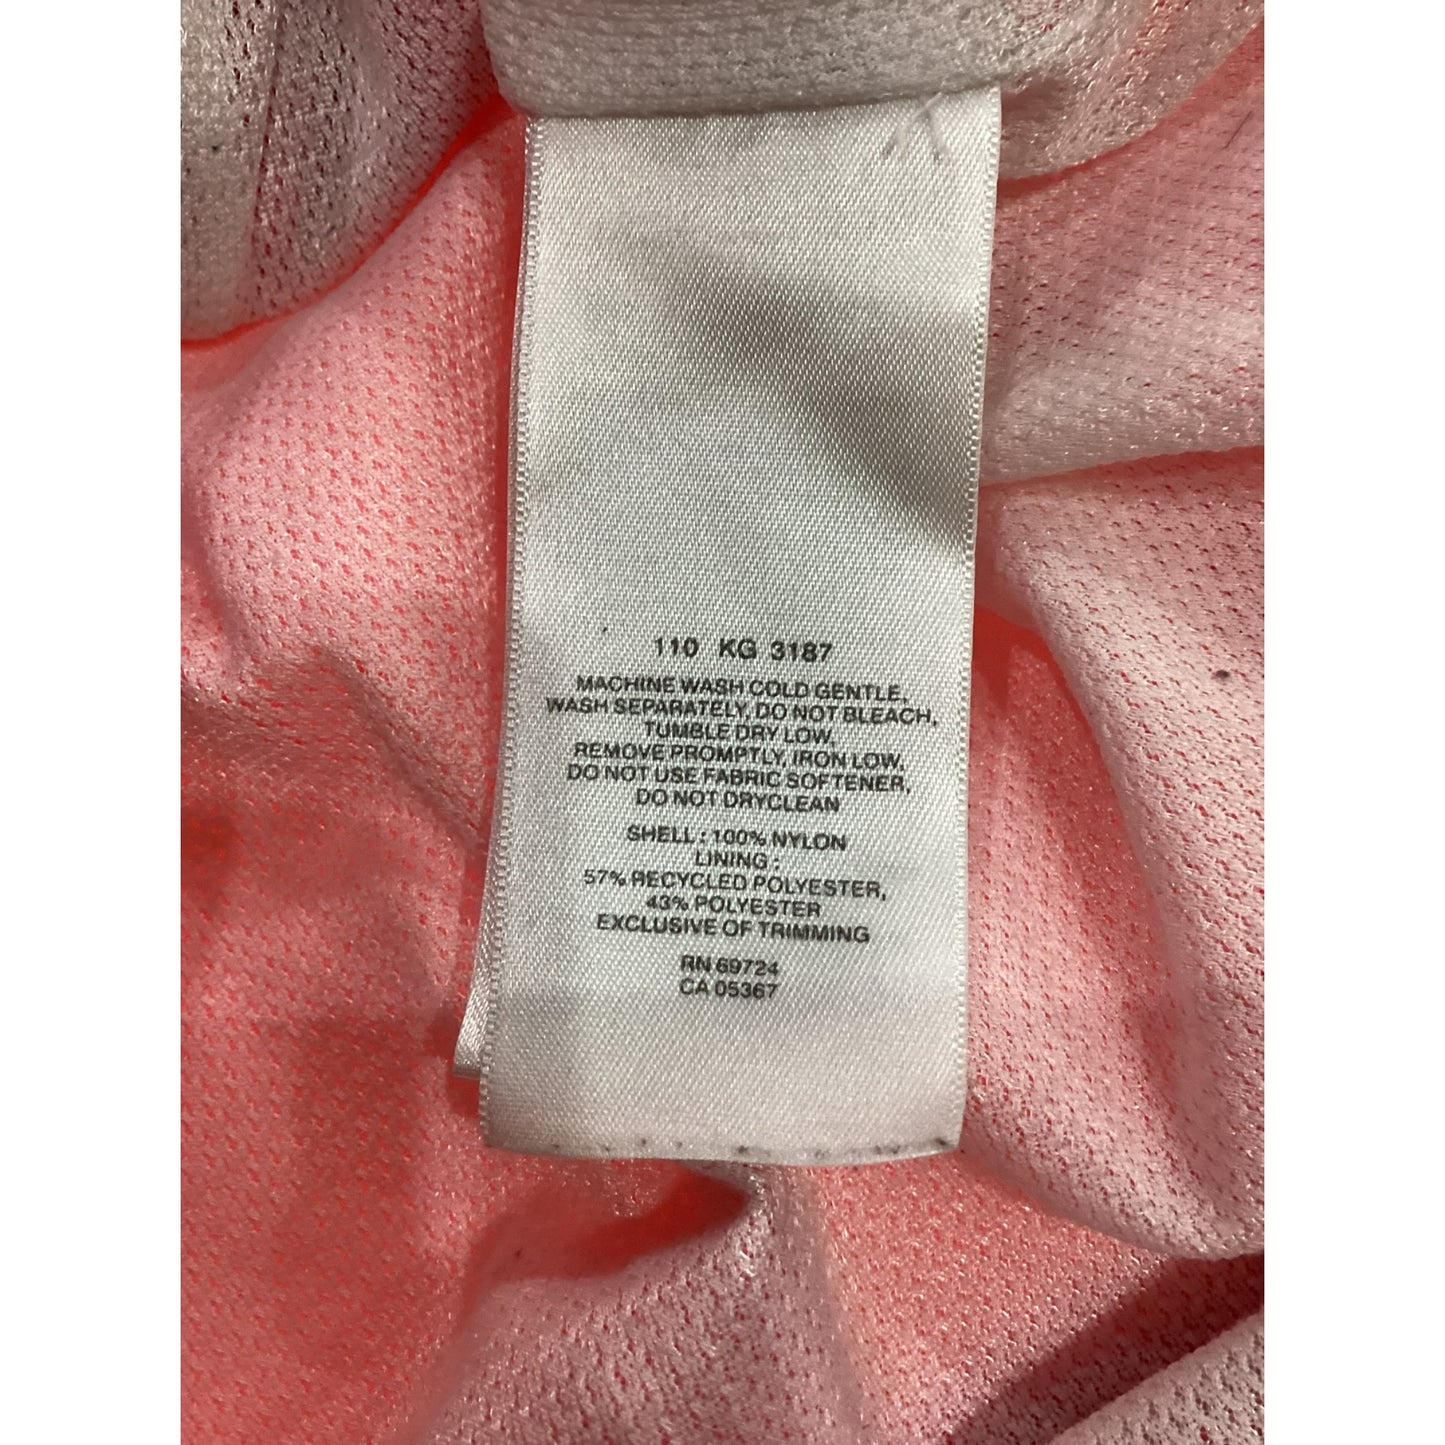 110 KG 3187
MACHINE WASH COLD GENTLE,
WASH SEPARATELY, DO NOT BLEACH,
TUMBLE DRY LOW,
REMOVE PROMPTLY, IRON LOW,
DO NOT USE FABRIC SOFTENER,
DO NOT DRYCLEAN
SHELL : 100% NYLON
LINING :
57% RECYCLED POLYESTER,
43% POLYESTER
EXCLUSIVE OF TRIMMING
RN 69724
CA 05367